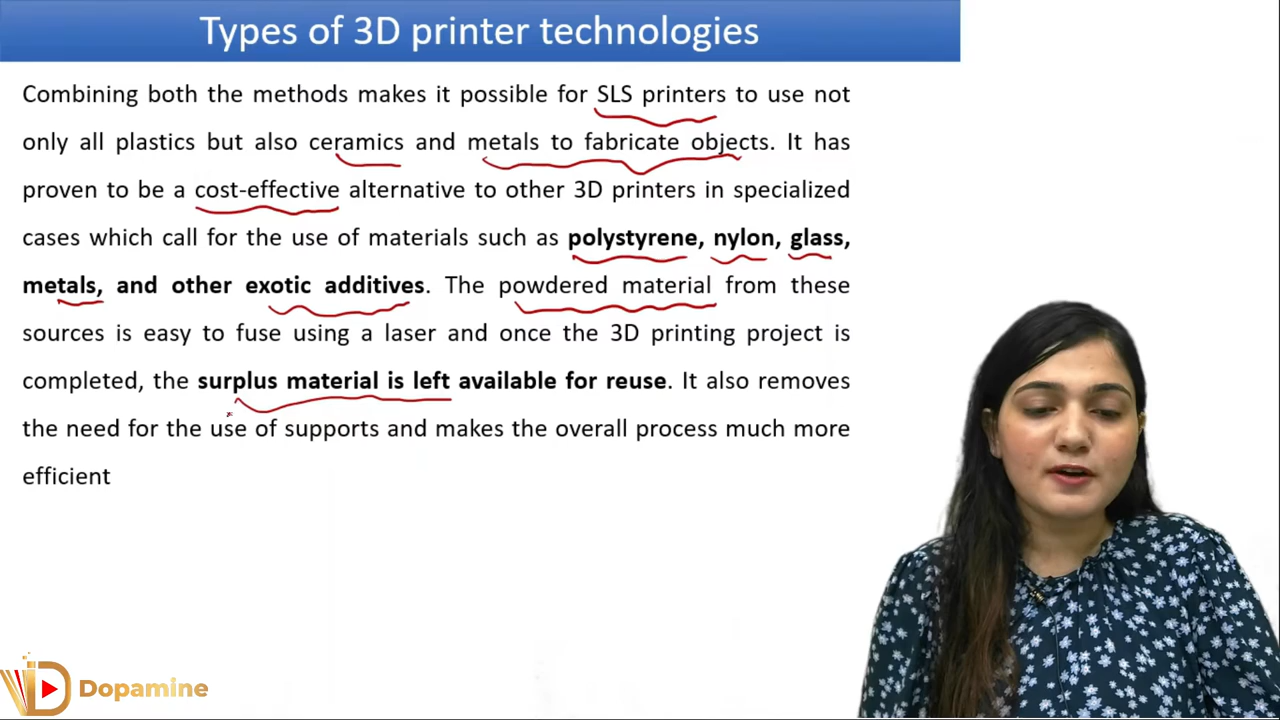 Types of 3D printer technologies
Combining both the methods makes it possible for SLS printers to use not
only all plastics but also ceramics and metals to fabricate objects. It has
proven to be a cost-effective alternative to other 3D printers in specialized
cases which call for the use of materials such as polystyrene, nylon, glass,
metals, and other exotic additives. The powdered material from these
sources is easy to fuse using a laser and once the 3D printing project is
completed, the surplus material is left available for reuse. It also removes
the need for the use of supports and makes the overall process much more
efficient
Dopamine